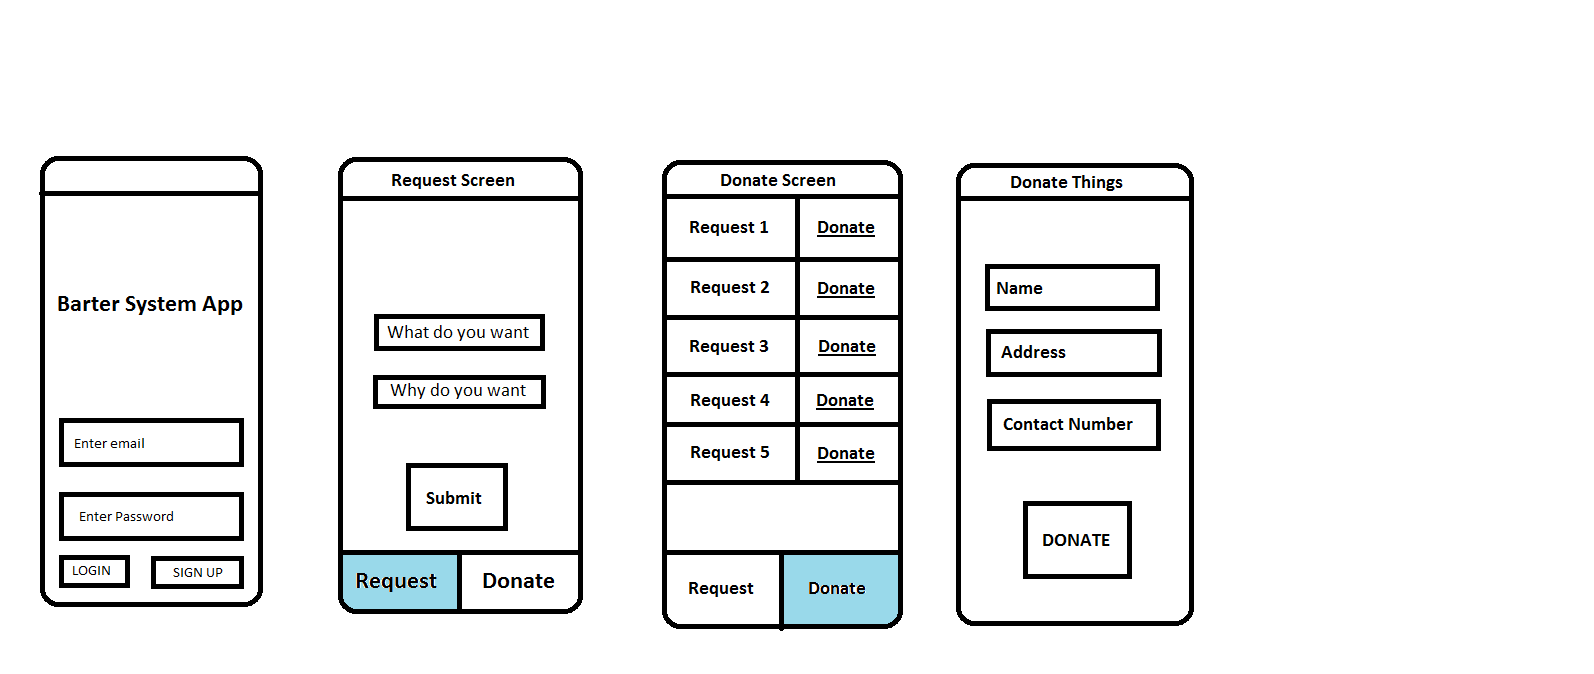 Barter System App
Enter email
Enter Password
LOGIN
SIGN UP
Request Screen
What do you want
Why do you want
Submit
Request
Donate
Donate Screen
Request 1
Donate
Request 2
Donate
Request 3
Donate
Request 4
Donate
Request 5
Donate
Request
Donate
Donate Things
Name
Address
Contact Number
DONATE